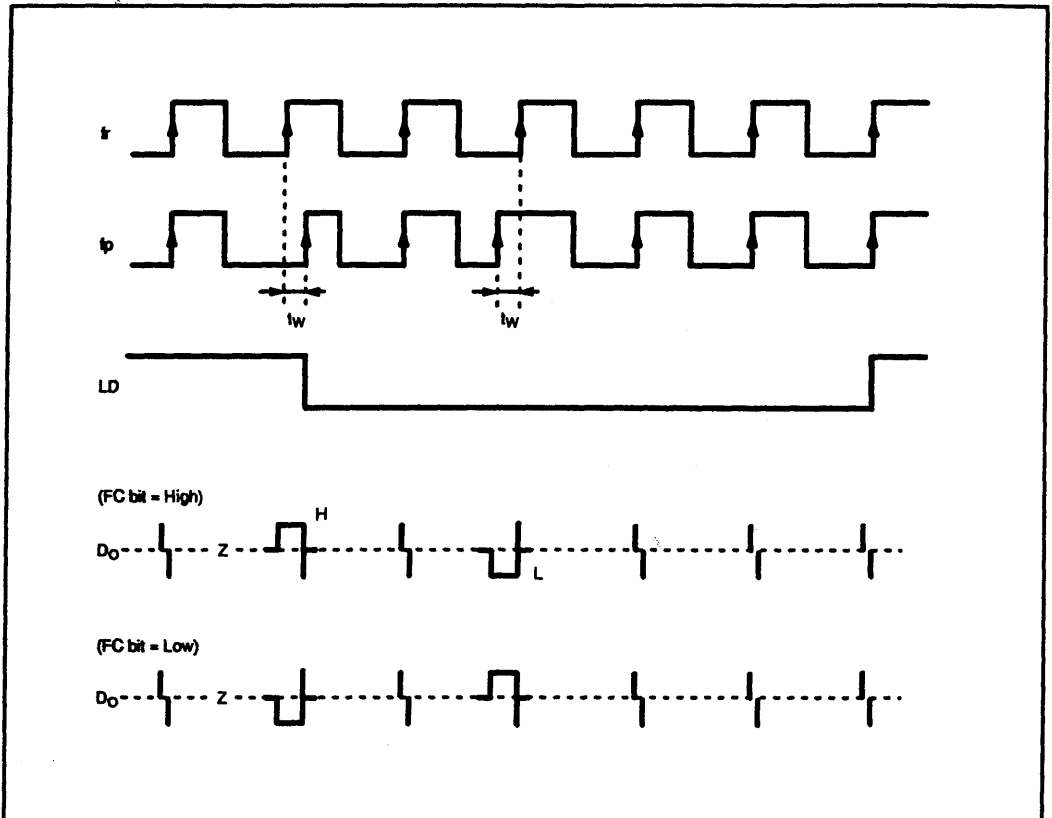 fr
fp
tW tW
LD
(FC bit = High)
H
DO Z
L
(FC bit = Low)
DO Z